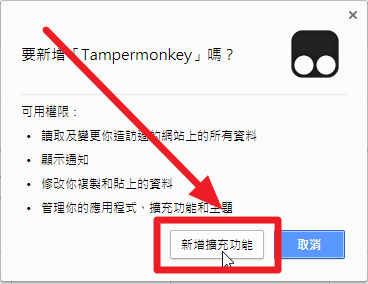 要新增「Tampermonkey」嗎？
可用權限：
• 讀取及變更你造訪過的網站上的所有資料
• 顯示通知
• 修改你複製和貼上的資料
• 管理你的應用程式、擴充功能和主題
新增擴充功能
取消